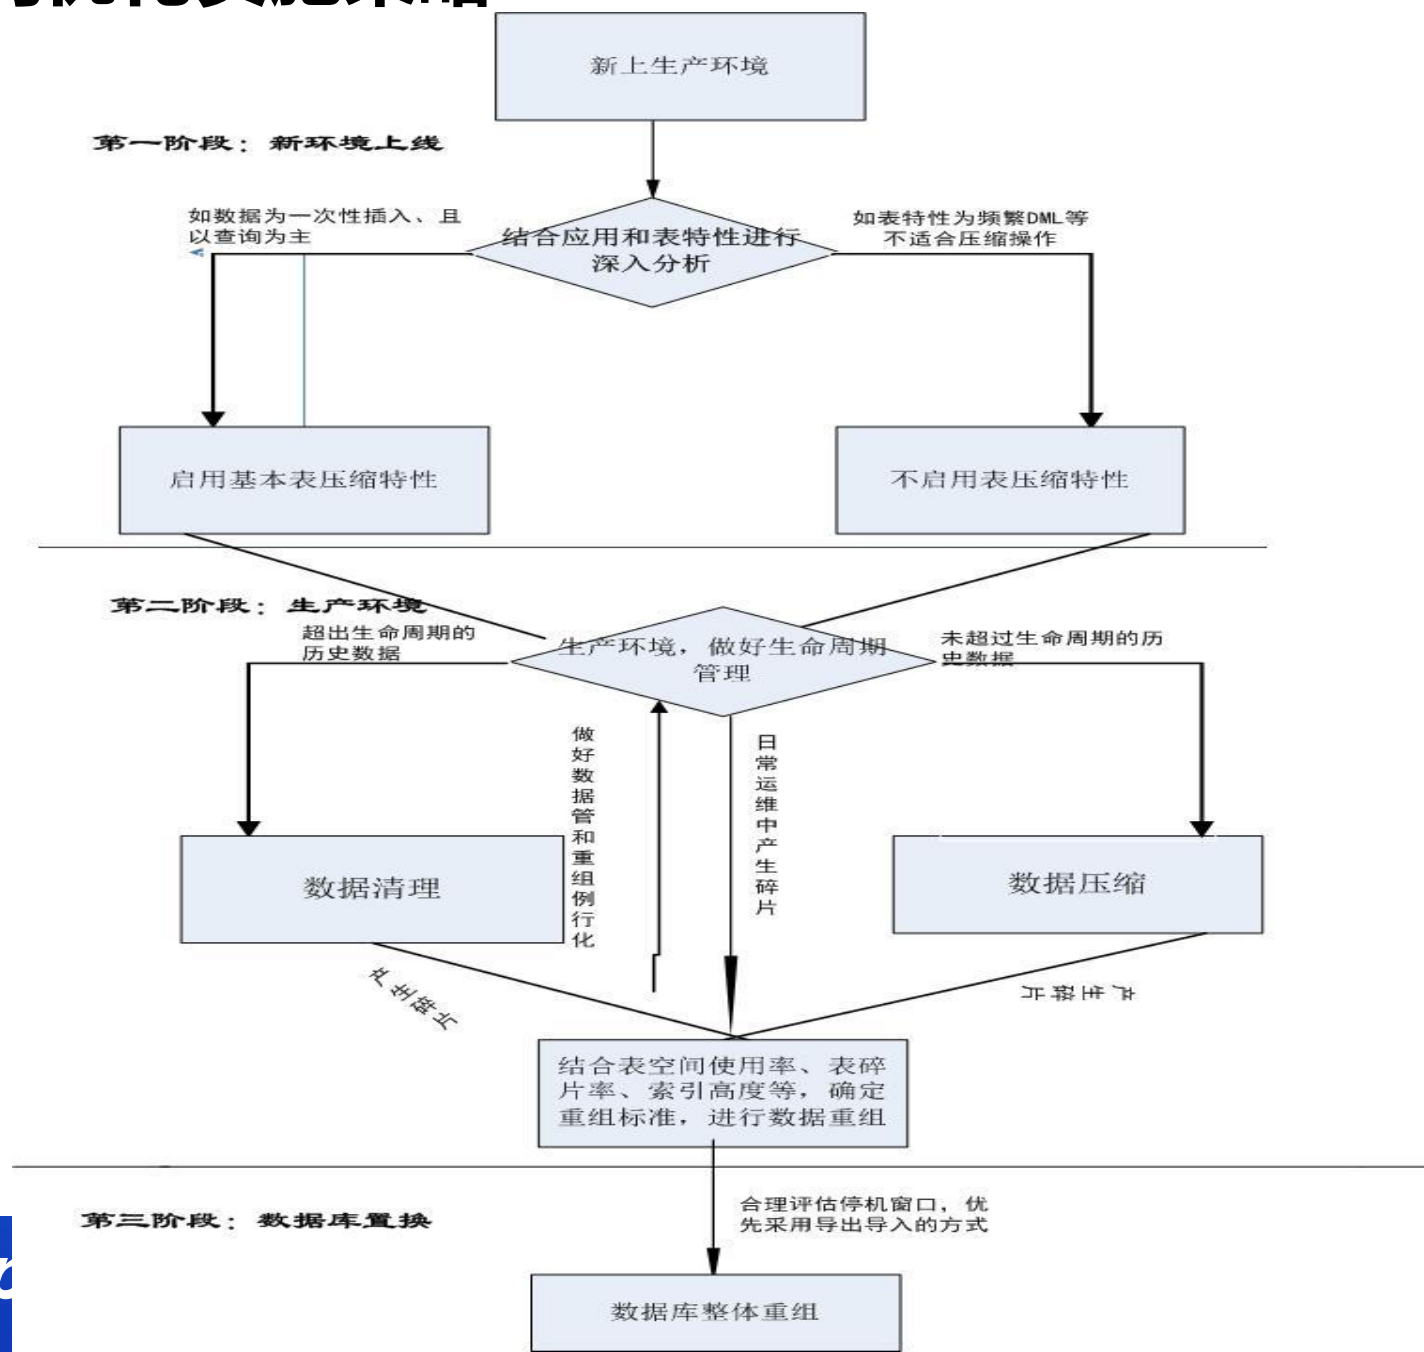 优化实施策略
新上生产环境
第一阶段：新环境上线
如数据为一次性插入、且
以查询为主
结合应用和表特性进行
深入分析
如表特性为频繁DML等
不适合压缩操作
启用基本表压缩特性
不启用表压缩特性
第二阶段：生产环境
超出生命周期的
历史数据
生产环境，做好生命周期
管理
未超过生命周期的历
史数据
做好数据管和重组例行化
日常运维中产生碎片
数据清理
数据压缩
产生碎片
产生碎片
结合表空间使用率、表碎
片率、索引高度等，确定
重组标准，进行数据重组
第三阶段：数据库置换
合理评估停机窗口，优
先采用导出导入的方式
数据库整体重组